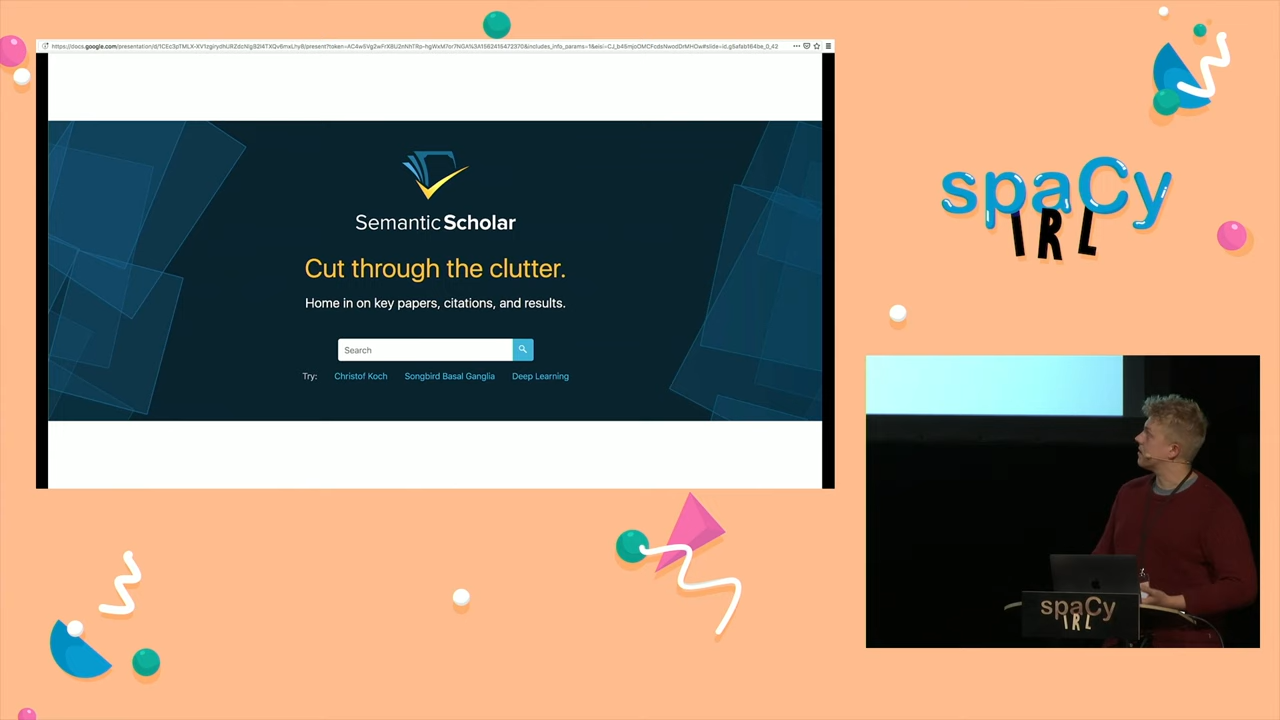 Semantic Scholar
Cut through the clutter.
Home in on key papers, citations, and results.
Search
Try: Christof Koch Songbird Basal Ganglia Deep Learning
spaCy
IRL
spaCy
IRL